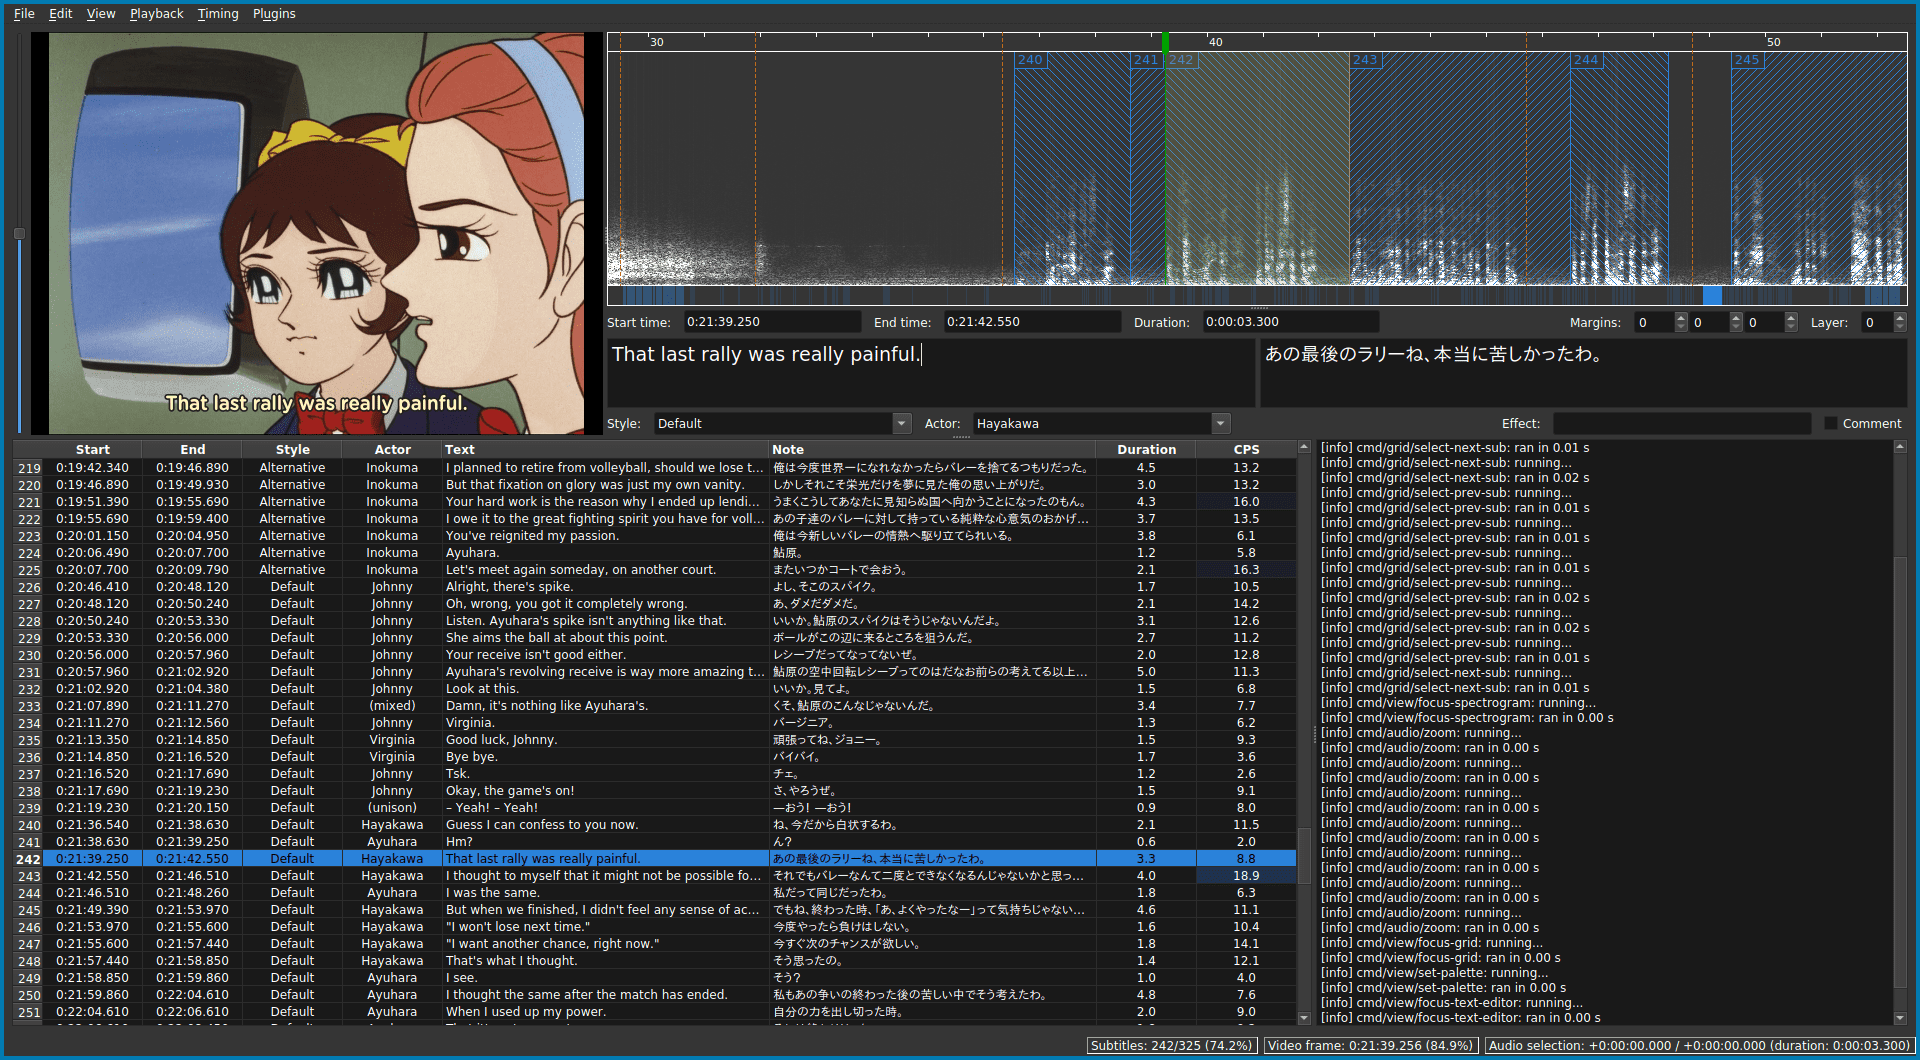 File Edit View Playback Timing Plugins
30 40 50
240 241 242 243 244 245
That last rally was really painful.
Start time: 0:21:39.250 End time: 0:21:42.550 Duration: 0:00:03.300 Margins: 0 0 0 Layer: 0
That last rally was really painful.
あの最後のラリーね、本当に苦しかったわ。
Style: Default Actor: Hayakawa Effect: Comment
Start End Style Actor Text Note Duration CPS
219 0:19:42.340 0:19:46.890 Alternative Inokuma I planned to retire from volleyball, should we lose t... 俺は今度世界一になれなかったらバレーを捨てるつもりだった。 4.5 13.2
220 0:19:46.890 0:19:49.930 Alternative Inokuma But that fixation on glory was just my own vanity. しかしそれこそ栄光だけを夢に見た俺の思い上がりだ。 3.0 13.2
221 0:19:51.390 0:19:55.690 Alternative Inokuma Your hard work is the reason why I ended up lendi... うまくこうしてあなたに見知らぬ国へ向かうことになったのもん。 4.3 16.0
222 0:19:55.690 0:19:59.400 Alternative Inokuma I owe it to the great fighting spirit you have for voll... あの子達のバレーに対して持っている純粋な心意気のおかげ... 3.7 13.5
223 0:20:01.150 0:20:04.950 Alternative Inokuma You've reignited my passion. 俺は今新しいバレーの情熱へ駆り立てられいる。 3.8 6.1
224 0:20:06.490 0:20:07.700 Alternative Inokuma Ayuhara. 鮎原。 1.2 5.8
225 0:20:07.700 0:20:09.790 Alternative Inokuma Let's meet again someday, on another court. またいつかコートで会おう。 2.1 16.3
226 0:20:46.410 0:20:48.120 Default Johnny Alright, there's spike. よし、そこのスパイク。 1.7 10.5
227 0:20:48.120 0:20:50.240 Default Johnny Oh, wrong, you got it completely wrong. あ、ダメだダメだ。 2.1 14.2
228 0:20:50.240 0:20:53.330 Default Johnny Listen. Ayuhara's spike isn't anything like that. いいか。鮎原のスパイクはそうじゃないんだよ。 3.1 12.6
229 0:20:53.330 0:20:56.000 Default Johnny She aims the ball at about this point. ボールがこの辺に来るところを狙うんだ。 2.7 11.2
230 0:20:56.000 0:20:57.960 Default Johnny Your receive isn't good either. レシーブだってなってないぜ。 2.0 12.8
231 0:20:57.960 0:21:02.920 Default Johnny Ayuhara's revolving receive is way more amazing t... 鮎原の空中回転レシーブってのはだなお前らの考えてる以上... 5.0 11.3
232 0:21:02.920 0:21:04.380 Default Johnny Look at this. いいか。見てよ。 1.5 6.8
233 0:21:07.890 0:21:11.270 Default (mixed) Damn, it's nothing like Ayuhara's. くそ、鮎原のこんなじゃないんだ。 3.4 7.7
234 0:21:11.270 0:21:12.560 Default Johnny Virginia. バージニア。 1.3 6.2
235 0:21:13.350 0:21:14.850 Default Virginia Good luck, Johnny. 頑張ってね、ジョニー。 1.5 9.3
236 0:21:14.850 0:21:16.520 Default Virginia Bye bye. バイバイ。 1.7 3.6
237 0:21:16.520 0:21:17.690 Default Johnny Tsk. チェ。 1.2 2.6
238 0:21:17.690 0:21:19.230 Default Johnny Okay, the game's on! さ、やろうぜ。 1.5 9.1
239 0:21:19.230 0:21:20.150 Default (unison) – Yeah! – Yeah! —おう! —おう! 0.9 8.0
240 0:21:36.540 0:21:38.630 Default Hayakawa Guess I can confess to you now. ね、今だから白状するわ。 2.1 11.5
241 0:21:38.630 0:21:39.250 Default Ayuhara Hm? ん? 0.6 2.0
242 0:21:39.250 0:21:42.550 Default Hayakawa That last rally was really painful. あの最後のラリーね、本当に苦しかったわ。 3.3 8.8
243 0:21:42.550 0:21:46.510 Default Hayakawa I thought to myself that it might not be possible fo... それでもバレーなんて二度とできなくなるんじゃないかと思っ... 4.0 18.9
244 0:21:46.510 0:21:48.260 Default Ayuhara I was the same. 私だって同じだったわ。 1.8 6.3
245 0:21:49.390 0:21:53.970 Default Hayakawa But when we finished, I didn't feel any sense of ac... でもね、終わった時、「あ、よくやったなー」って気持ちじゃない... 4.6 11.1
246 0:21:53.970 0:21:55.600 Default Hayakawa "I won't lose next time." 今度やったら負けはしない。 1.6 10.4
247 0:21:55.600 0:21:57.440 Default Hayakawa "I want another chance, right now." 今すぐ次のチャンスが欲しい。 1.8 14.1
248 0:21:57.440 0:21:58.850 Default Hayakawa That's what I thought. そう思ったの。 1.4 12.1
249 0:21:58.850 0:21:59.860 Default Ayuhara I see. そう? 1.0 4.0
250 0:21:59.860 0:22:04.610 Default Ayuhara I thought the same after the match has ended. 私もあの争いの終わった後の苦しい中でそう考えたわ。 4.8 7.6
251 0:22:04.610 0:22:06.610 Default Ayuhara When I used up my power. 自分の力を出し切った時。 2.0 9.0
[info] cmd/grid/select-next-sub: ran in 0.01 s
[info] cmd/grid/select-next-sub: running...
[info] cmd/grid/select-next-sub: ran in 0.02 s
[info] cmd/grid/select-prev-sub: running...
[info] cmd/grid/select-prev-sub: ran in 0.01 s
[info] cmd/grid/select-prev-sub: running...
[info] cmd/grid/select-prev-sub: ran in 0.01 s
[info] cmd/grid/select-prev-sub: running...
[info] cmd/grid/select-prev-sub: ran in 0.01 s
[info] cmd/grid/select-prev-sub: running...
[info] cmd/grid/select-prev-sub: ran in 0.02 s
[info] cmd/grid/select-prev-sub: running...
[info] cmd/grid/select-prev-sub: ran in 0.02 s
[info] cmd/grid/select-prev-sub: running...
[info] cmd/grid/select-prev-sub: ran in 0.01 s
[info] cmd/grid/select-next-sub: running...
[info] cmd/grid/select-next-sub: ran in 0.01 s
[info] cmd/view/focus-spectrogram: running...
[info] cmd/view/focus-spectrogram: ran in 0.00 s
[info] cmd/audio/zoom: running...
[info] cmd/audio/zoom: ran in 0.00 s
[info] cmd/audio/zoom: running...
[info] cmd/audio/zoom: ran in 0.00 s
[info] cmd/audio/zoom: running...
[info] cmd/audio/zoom: ran in 0.00 s
[info] cmd/audio/zoom: running...
[info] cmd/audio/zoom: ran in 0.00 s
[info] cmd/audio/zoom: running...
[info] cmd/audio/zoom: ran in 0.00 s
[info] cmd/audio/zoom: running...
[info] cmd/audio/zoom: ran in 0.00 s
[info] cmd/audio/zoom: running...
[info] cmd/audio/zoom: ran in 0.00 s
[info] cmd/view/focus-grid: running...
[info] cmd/view/focus-grid: ran in 0.00 s
[info] cmd/view/set-palette: running...
[info] cmd/view/set-palette: ran in 0.00 s
[info] cmd/view/focus-text-editor: running...
[info] cmd/view/focus-text-editor: ran in 0.00 s
Subtitles: 242/325 (74.2%) Video frame: 0:21:39.256 (84.9%) Audio selection: +0:00:00.000 / +0:00:00.000 (duration: 0:00:03.300)